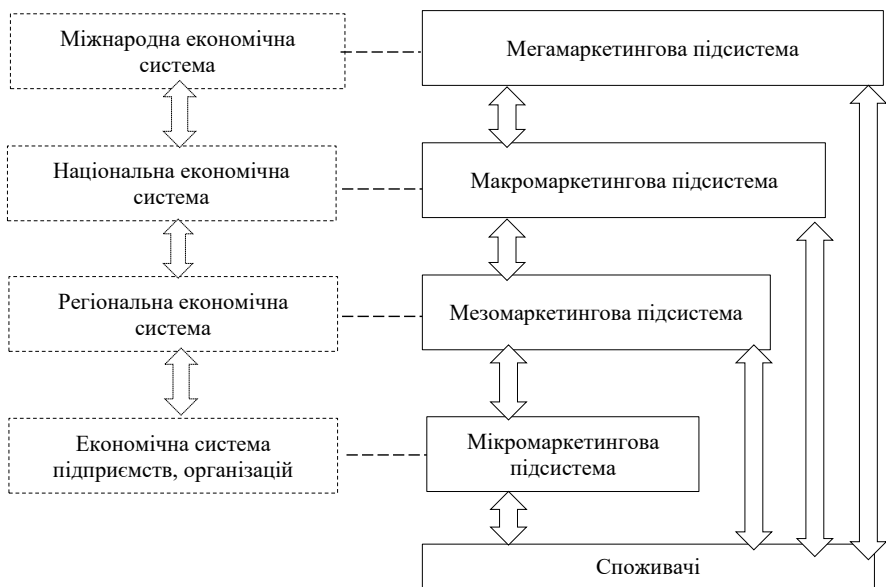 Міжнародна економічна
система
Мегамаркетингова підсистема
Національна економічна
система
Макромаркетингова підсистема
Регіональна економічна
система
Мезомаркетингова підсистема
Економічна система
підприємств, організацій
Мікромаркетингова
підсистема
Споживачі